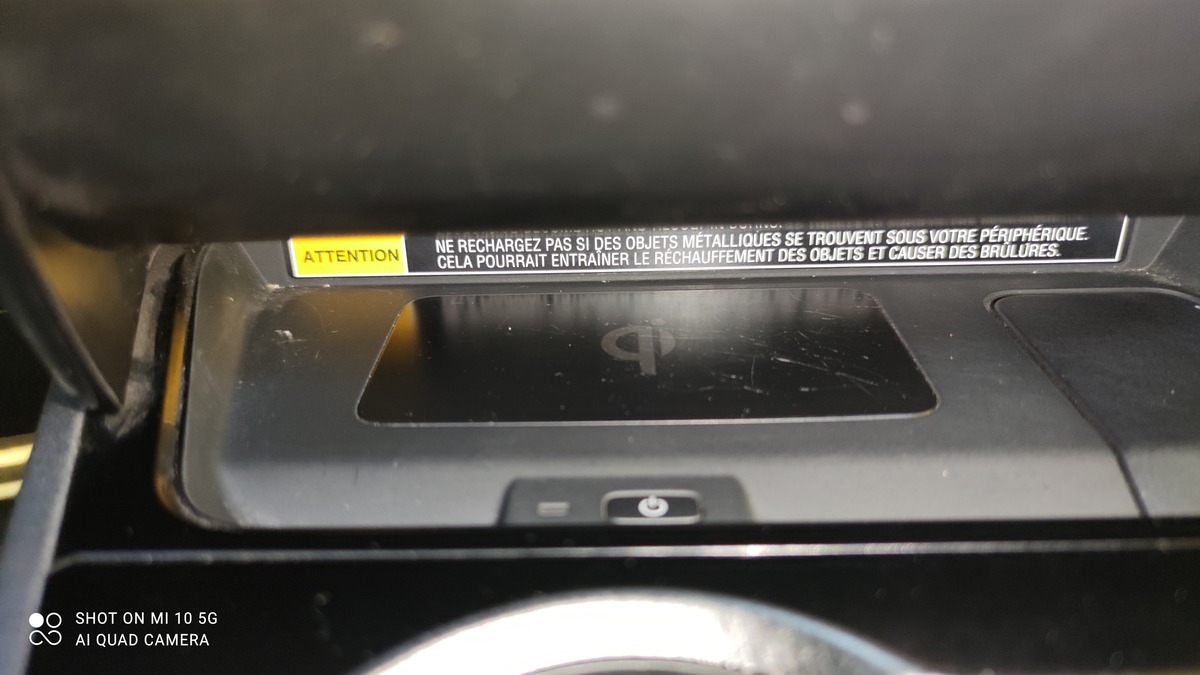 ATTENTION
NE RECHARGEZ PAS SI DES OBJETS MÉTALLIQUES SE TROUVENT SOUS VOTRE PÉRIPHÉRIQUE.
CELA POURRAIT ENTRAÎNER LE RÉCHAUFFEMENT DES OBJETS ET CAUSER DES BRÛLURES.
qi
SHOT ON MI 10 5G
AI QUAD CAMERA